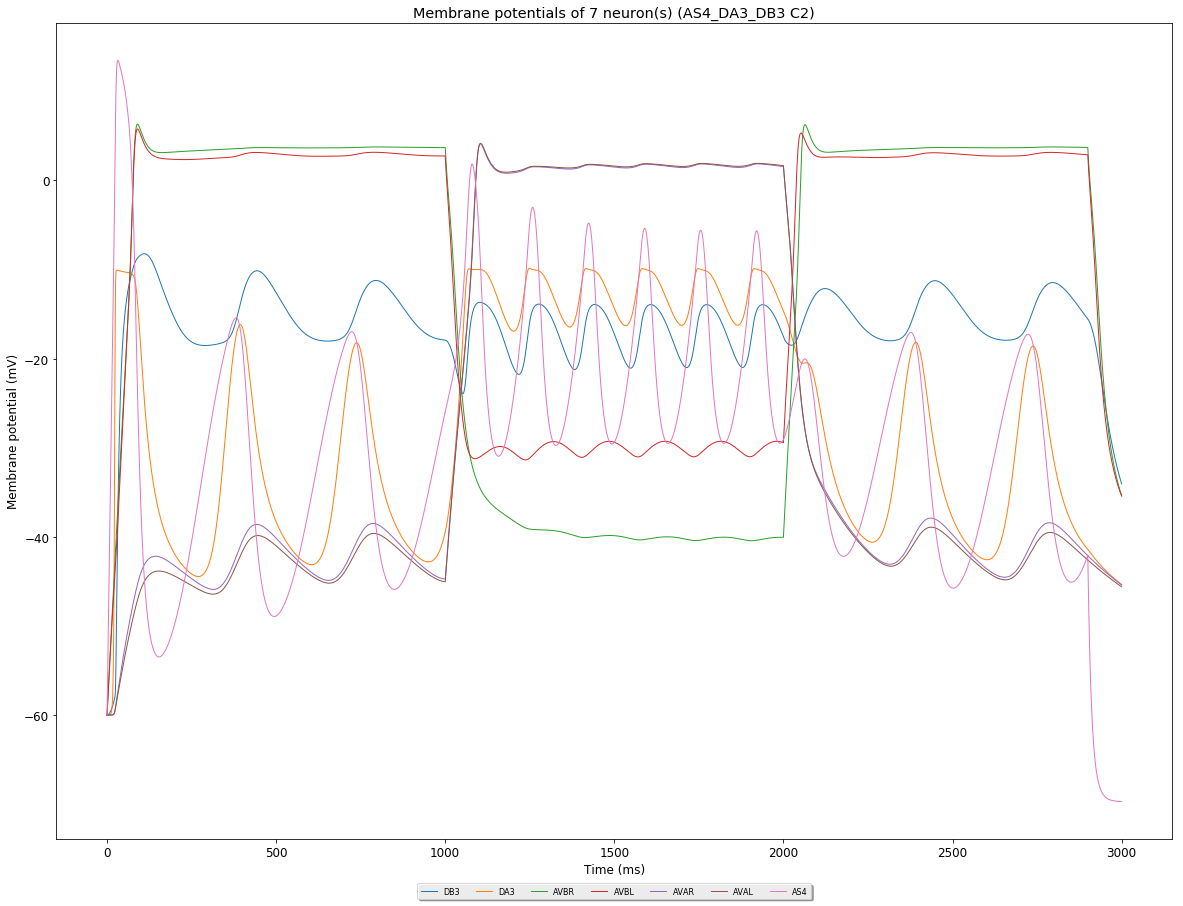 Membrane potentials of 7 neuron(s) (AS4_DA3_DB3 C2)
Membrane potential (mV)
0
−20
−40
−60
0 500 1000 1500 2000 2500 3000
Time (ms)
DB3 DA3 AVBR AVBL AVAR AVAL AS4